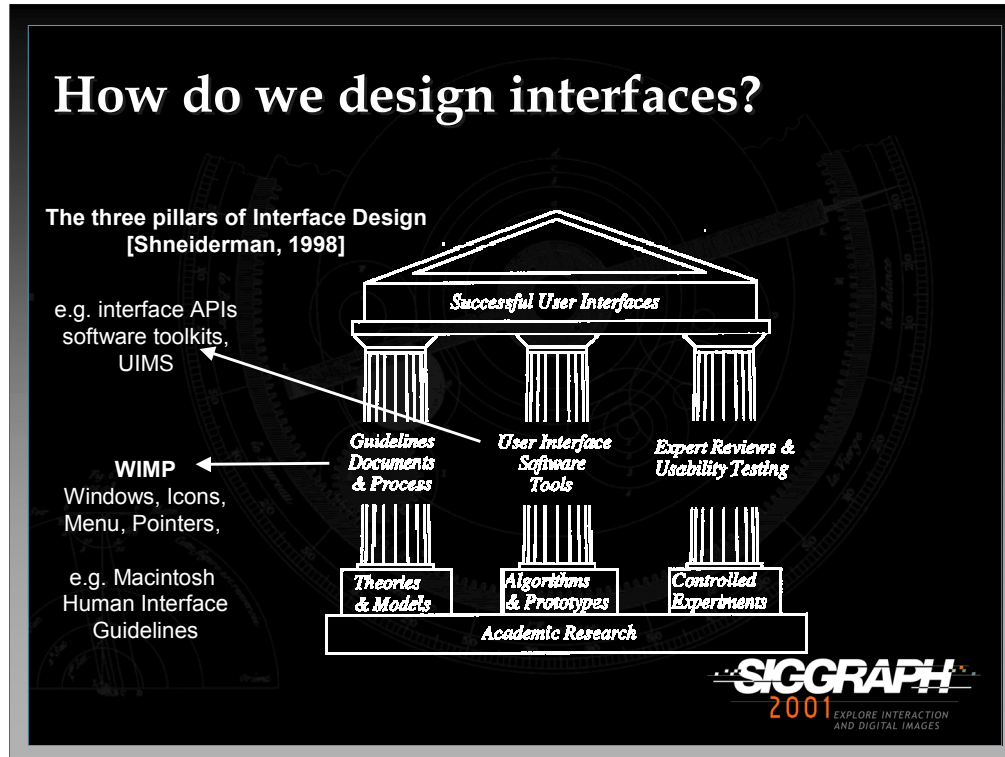 How do we design interfaces?
The three pillars of Interface Design
[Shneiderman, 1998]
e.g. interface APIs
software toolkits,
UIMS
WIMP
Windows, Icons,
Menu, Pointers,
e.g. Macintosh
Human Interface
Guidelines
Successful User Interfaces
Guidelines
Documents
& Process
User Interface
Software
Tools
Expert Reviews &
Usability Testing
Theories
& Models
Algorithms
& Prototypes
Controlled
Experiments
Academic Research
SIGGRAPH
2001
EXPLORE INTERACTION
AND DIGITAL IMAGES